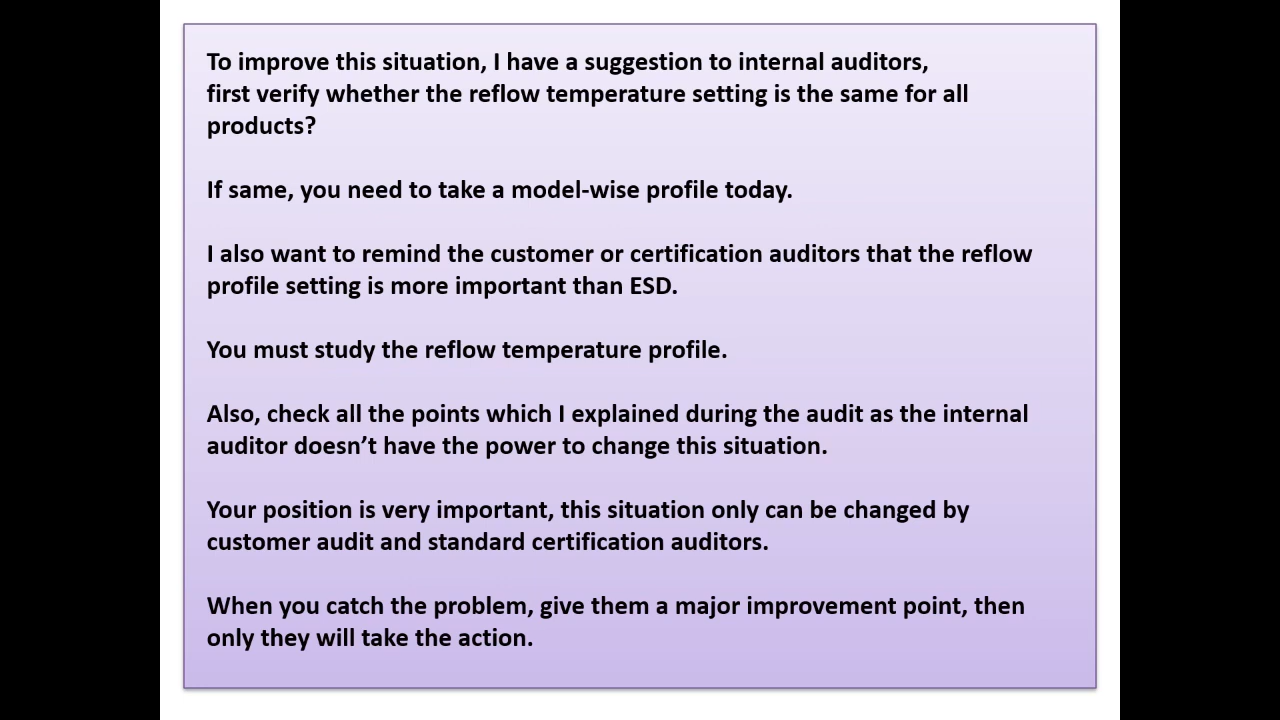 To improve this situation, I have a suggestion to internal auditors,
first verify whether the reflow temperature setting is the same for all
products?
If same, you need to take a model-wise profile today.
I also want to remind the customer or certification auditors that the reflow
profile setting is more important than ESD.
You must study the reflow temperature profile.
Also, check all the points which I explained during the audit as the internal
auditor doesn’t have the power to change this situation.
Your position is very important, this situation only can be changed by
customer audit and standard certification auditors.
When you catch the problem, give them a major improvement point, then
only they will take the action.